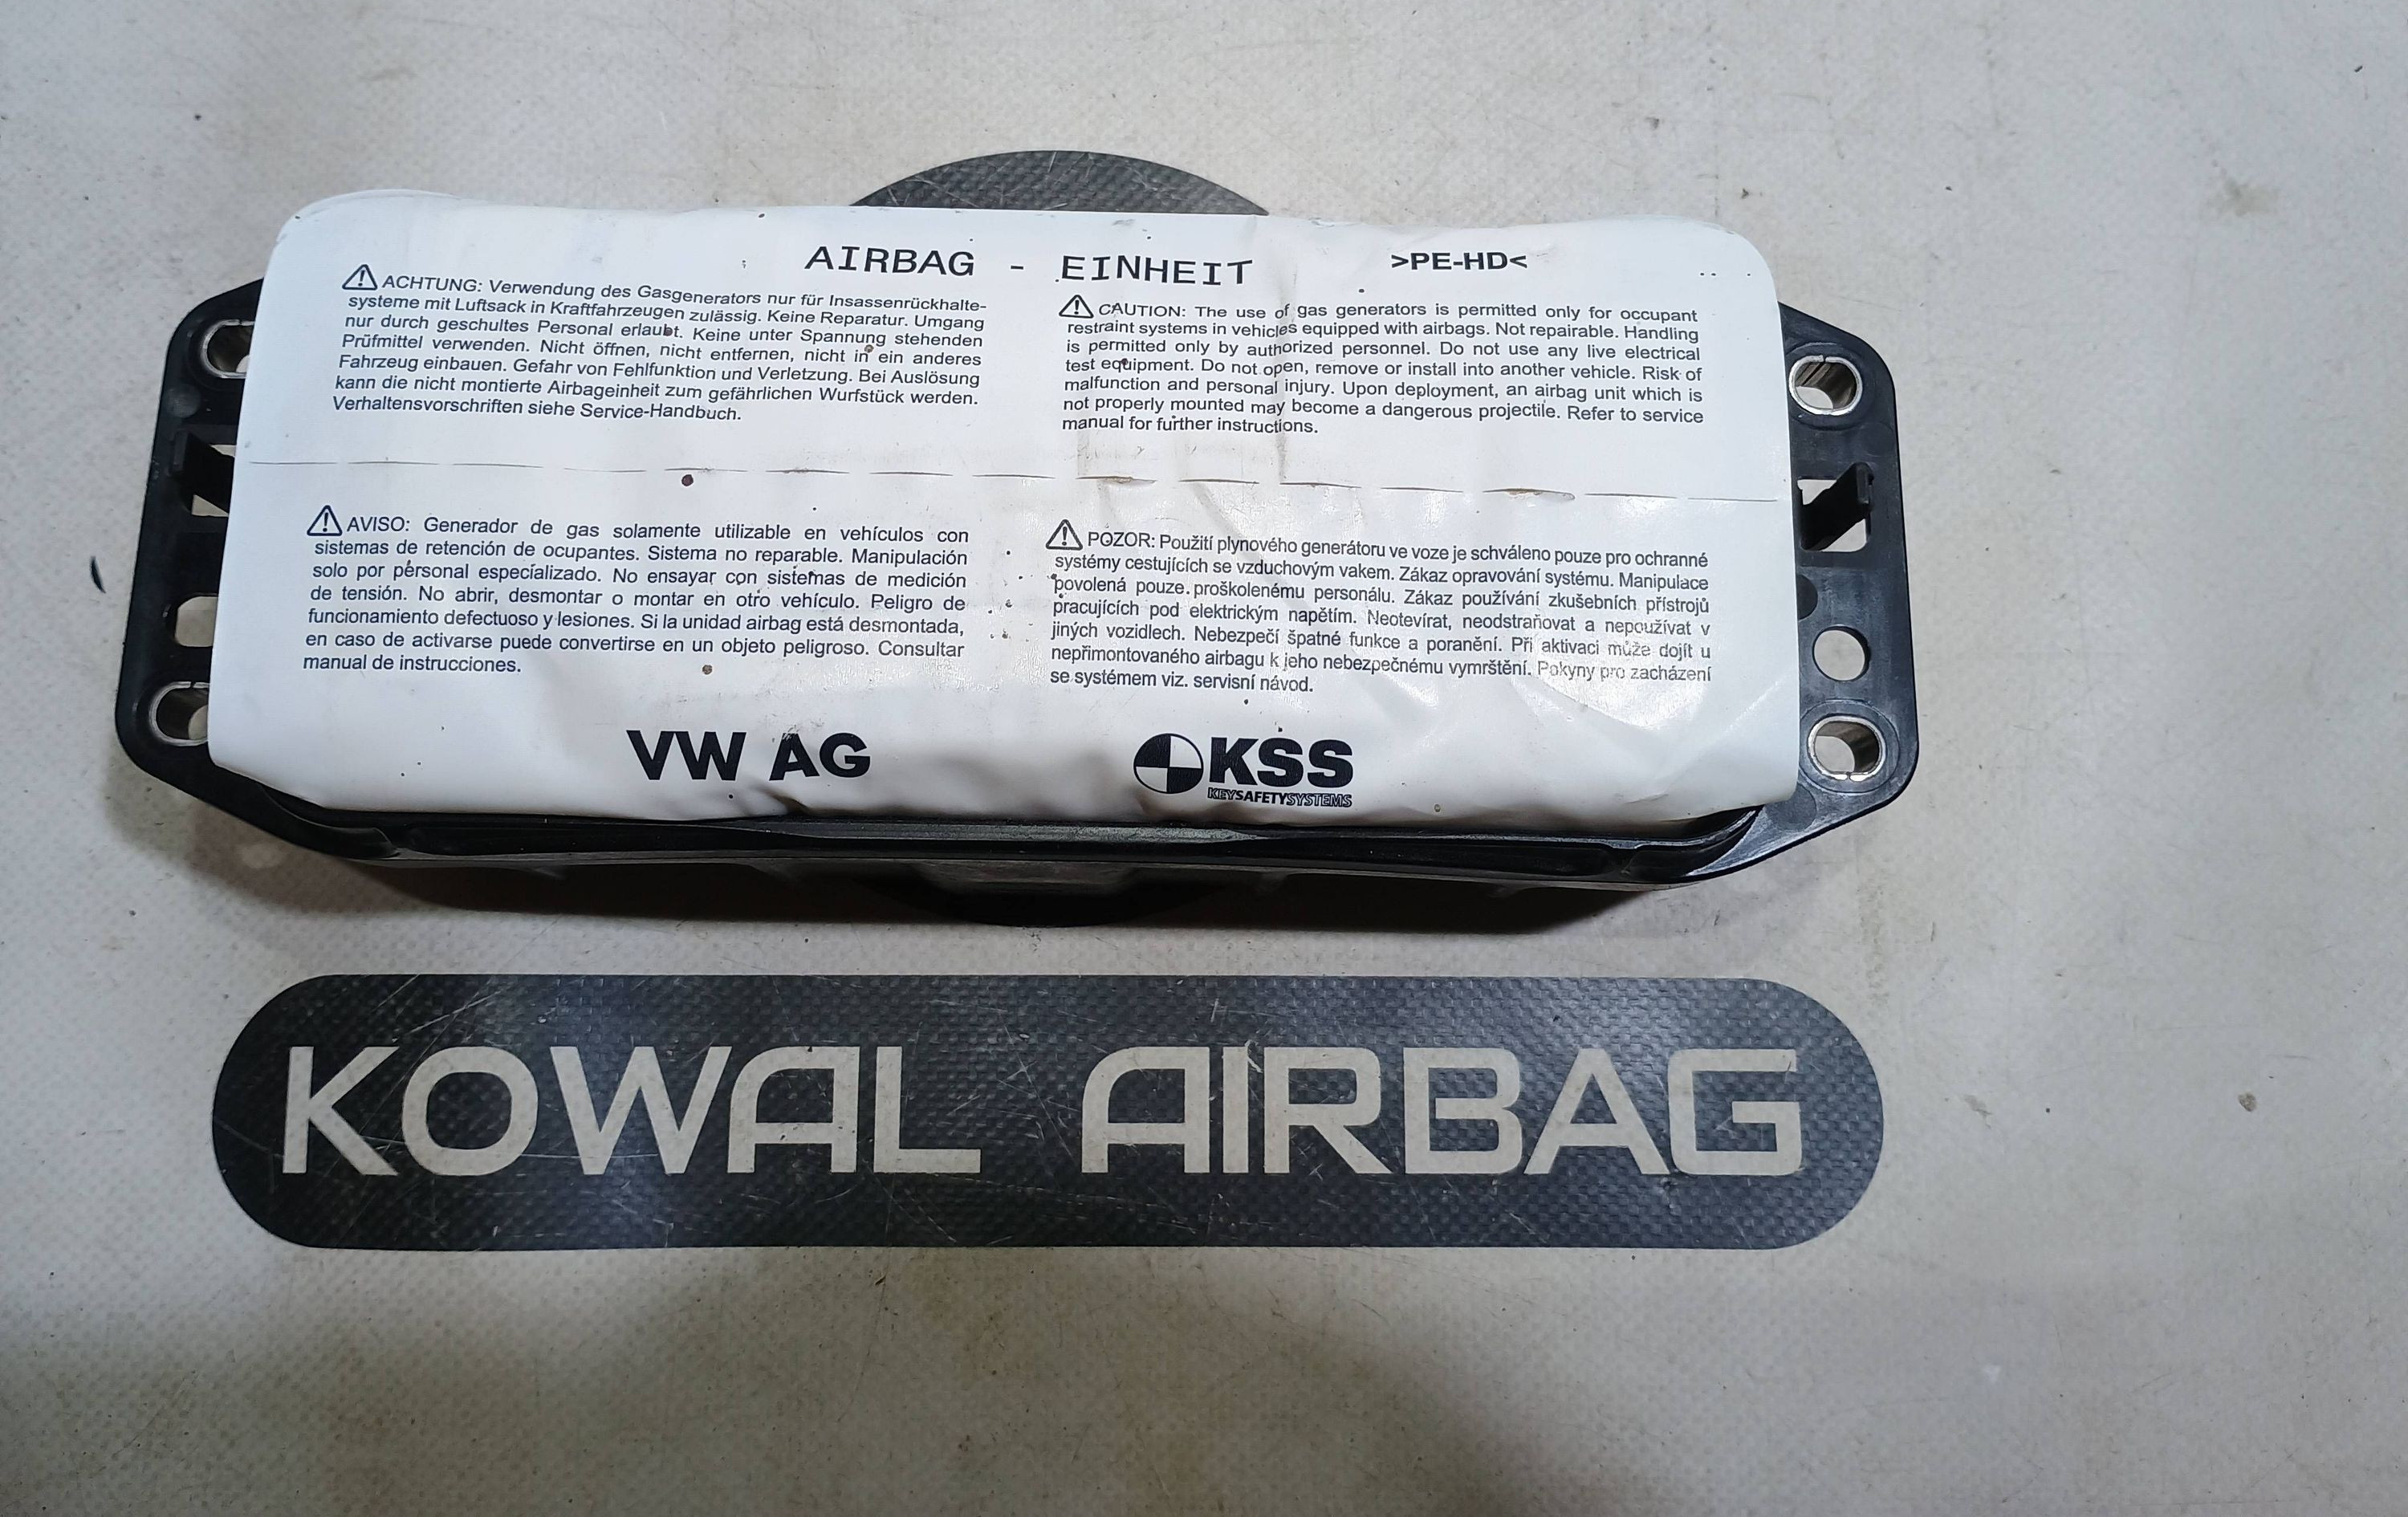 AIRBAG - EINHEIT
>PE-HD<
ACHTUNG: Verwendung des Gasgenerators nur für Insassenrückhalte-
systeme mit Luftsack in Kraftfahrzeugen zulässig. Keine Reparatur. Umgang
nur durch geschultes Personal erlaubt. Keine unter Spannung stehenden
Prüfmittel verwenden. Nicht öffnen, nicht entfernen, nicht in ein anderes
Fahrzeug einbauen. Gefahr von Fehlfunktion und Verletzung. Bei Auslösung
kann die nicht montierte Airbageinheit zum gefährlichen Wurfstück werden.
Verhaltensvorschriften siehe Service-Handbuch.
CAUTION: The use of gas generators is permitted only for occupant
restraint systems in vehicles equipped with airbags. Not repairable. Handling
is permitted only by authorized personnel. Do not use any live electrical
test equipment. Do not open, remove or install into another vehicle. Risk of
malfunction and personal injury. Upon deployment, an airbag unit which is
not properly mounted may become a dangerous projectile. Refer to service
manual for further instructions.
AVISO: Generador de gas solamente utilizable en vehículos con
sistemas de retención de ocupantes. Sistema no reparable. Manipulación
solo por personal especializado. No ensayar con sistemas de medición
de tensión. No abrir, desmontar o montar en otro vehículo. Peligro de
funcionamiento defectuoso y lesiones. Si la unidad airbag está desmontada,
en caso de activarse puede convertirse en un objeto peligroso. Consultar
manual de instrucciones.
POZOR: Použití plynového generátoru ve voze je schváleno pouze pro ochranné
systémy cestujících se vzduchovým vakem. Zákaz opravování systému. Manipulace
povolená pouze proškolenému personálu. Zákaz používání zkušebních přístrojů
pracujících pod elektrickým napětím. Neotevírat, neodstraňovat a nepoužívat v
jiných vozidlech. Nebezpečí špatné funkce a poranění. Při aktivaci může dojít u
nepřimontovaného airbagu k jeho nebezpečnému vymrštění. Pokyny pro zacházení
se systémem viz. servisní návod.
VW AG
KSS
KEYSAFETYSYSTEMS
KOWAL AIRBAG